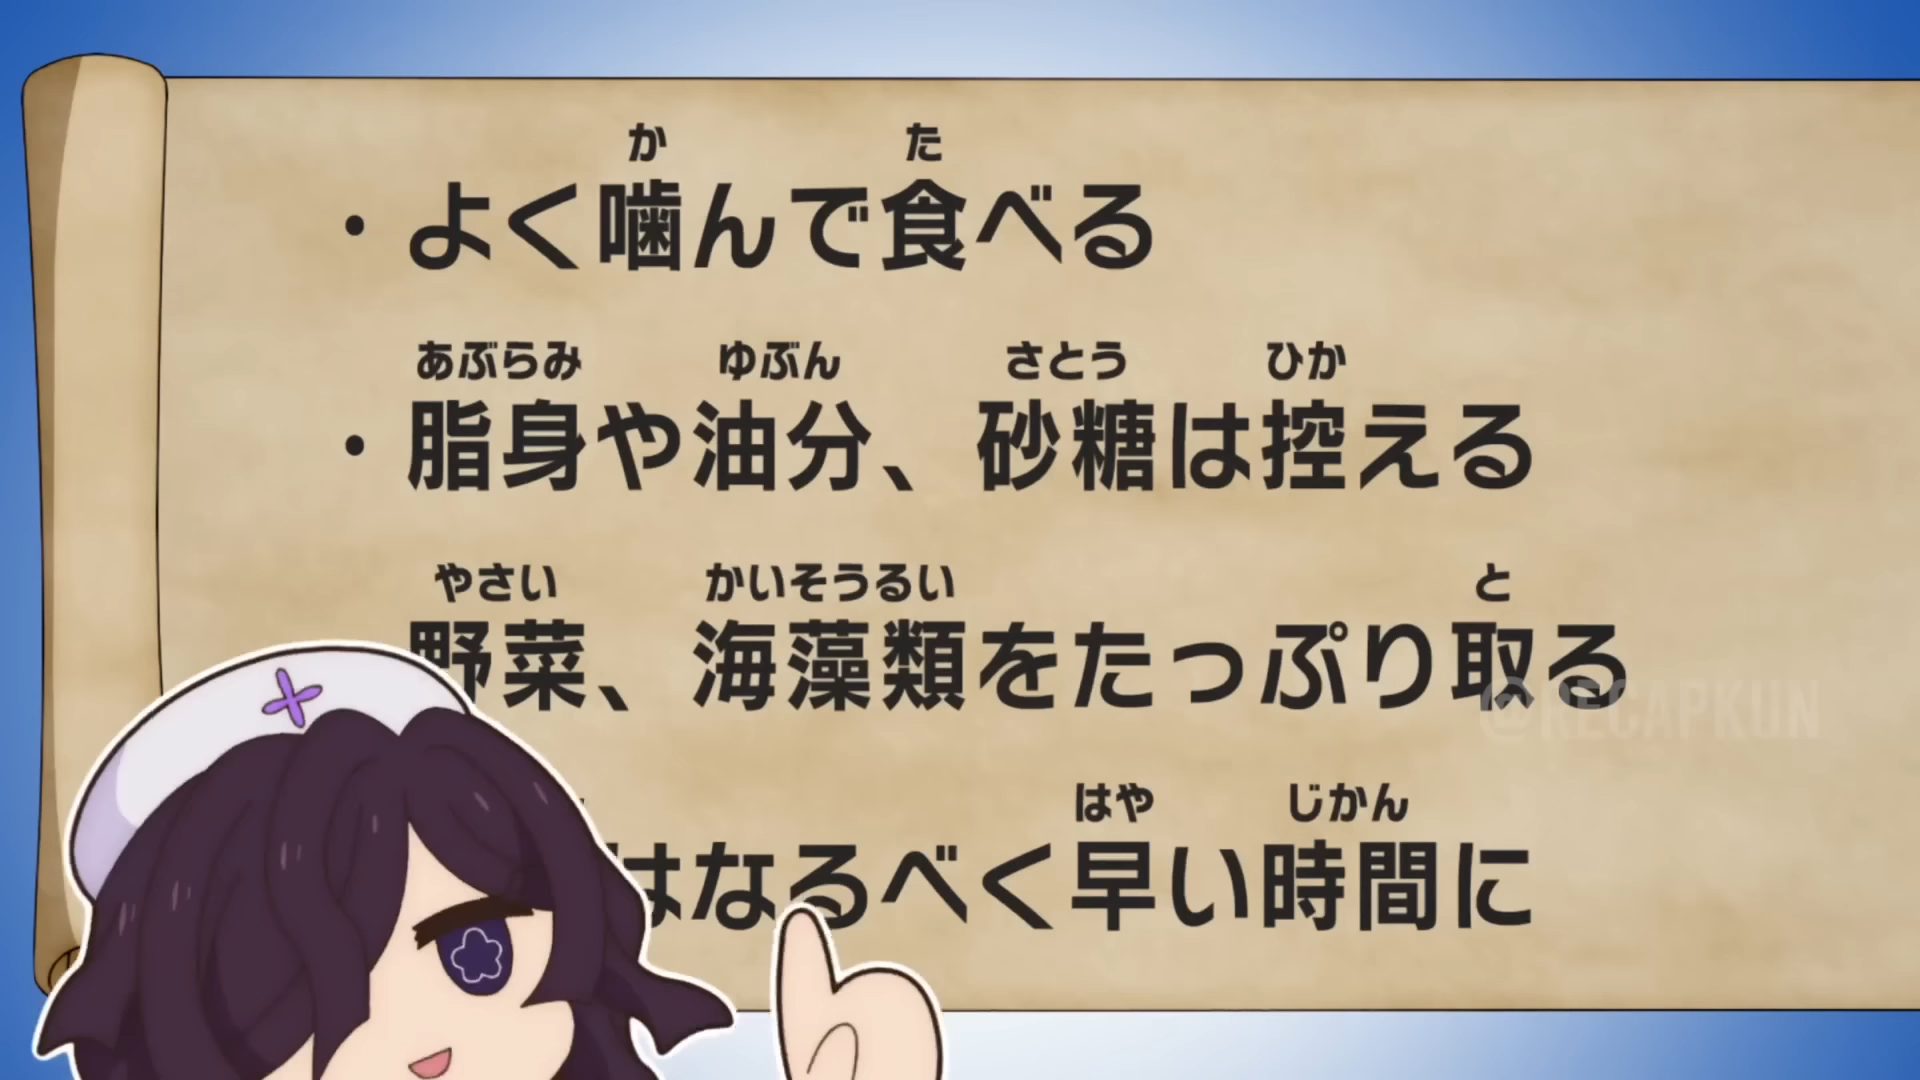 か た
・よく噛んで食べる
あぶらみ ゆぶん さとう ひか
・脂身や油分、砂糖は控える
やさい かいそうるい と
野菜、海藻類をたっぷり取る
@RECAPKUN
はや じかん
はなるべく早い時間に